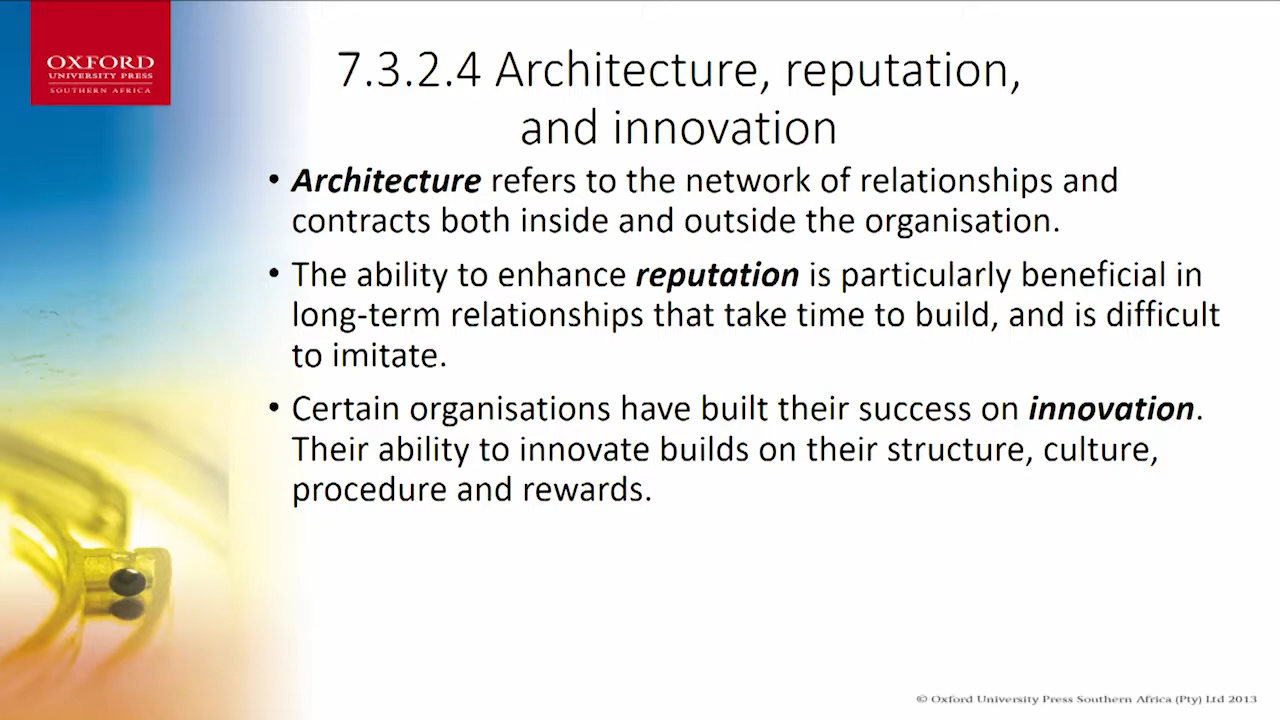 OXFORD
UNIVERSITY PRESS
SOUTHERN AFRICA
7.3.2.4 Architecture, reputation,
and innovation
• Architecture refers to the network of relationships and
contracts both inside and outside the organisation.
• The ability to enhance reputation is particularly beneficial in
long-term relationships that take time to build, and is difficult
to imitate.
• Certain organisations have built their success on innovation.
Their ability to innovate builds on their structure, culture,
procedure and rewards.
© Oxford University Press Southern Africa (Pty) Ltd 2013